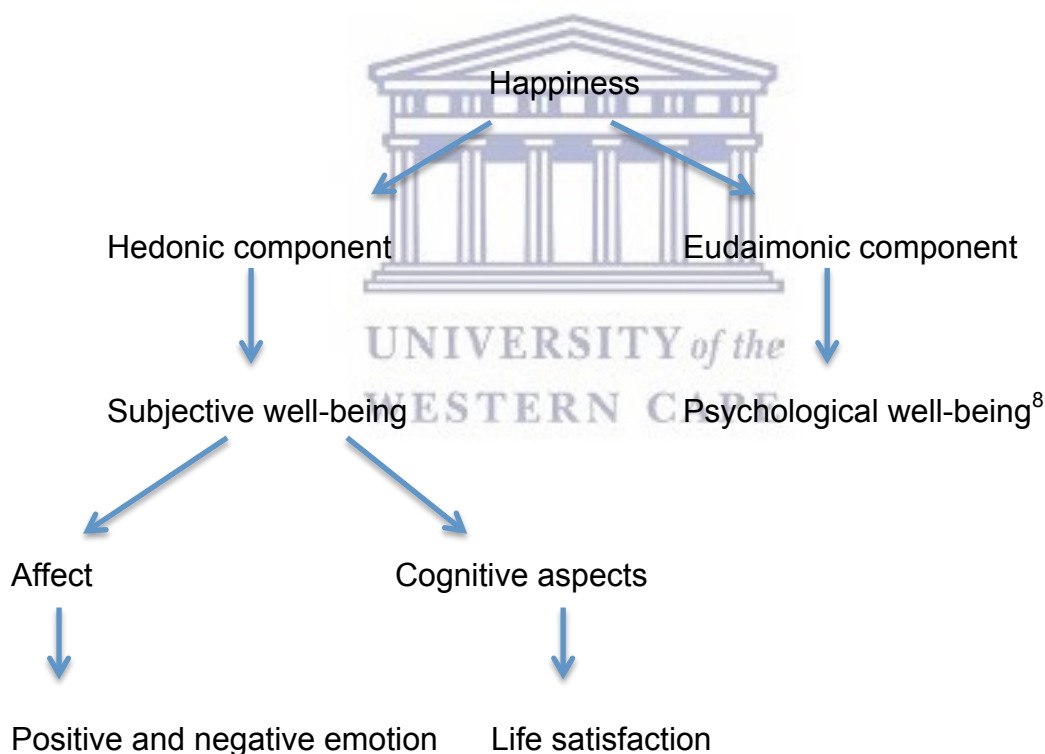 Happiness
Hedonic component Eudaimonic component
UNIVERSITY of the
WESTERN CAPE
Subjective well-being Psychological well-being8
Affect Cognitive aspects
Positive and negative emotion Life satisfaction